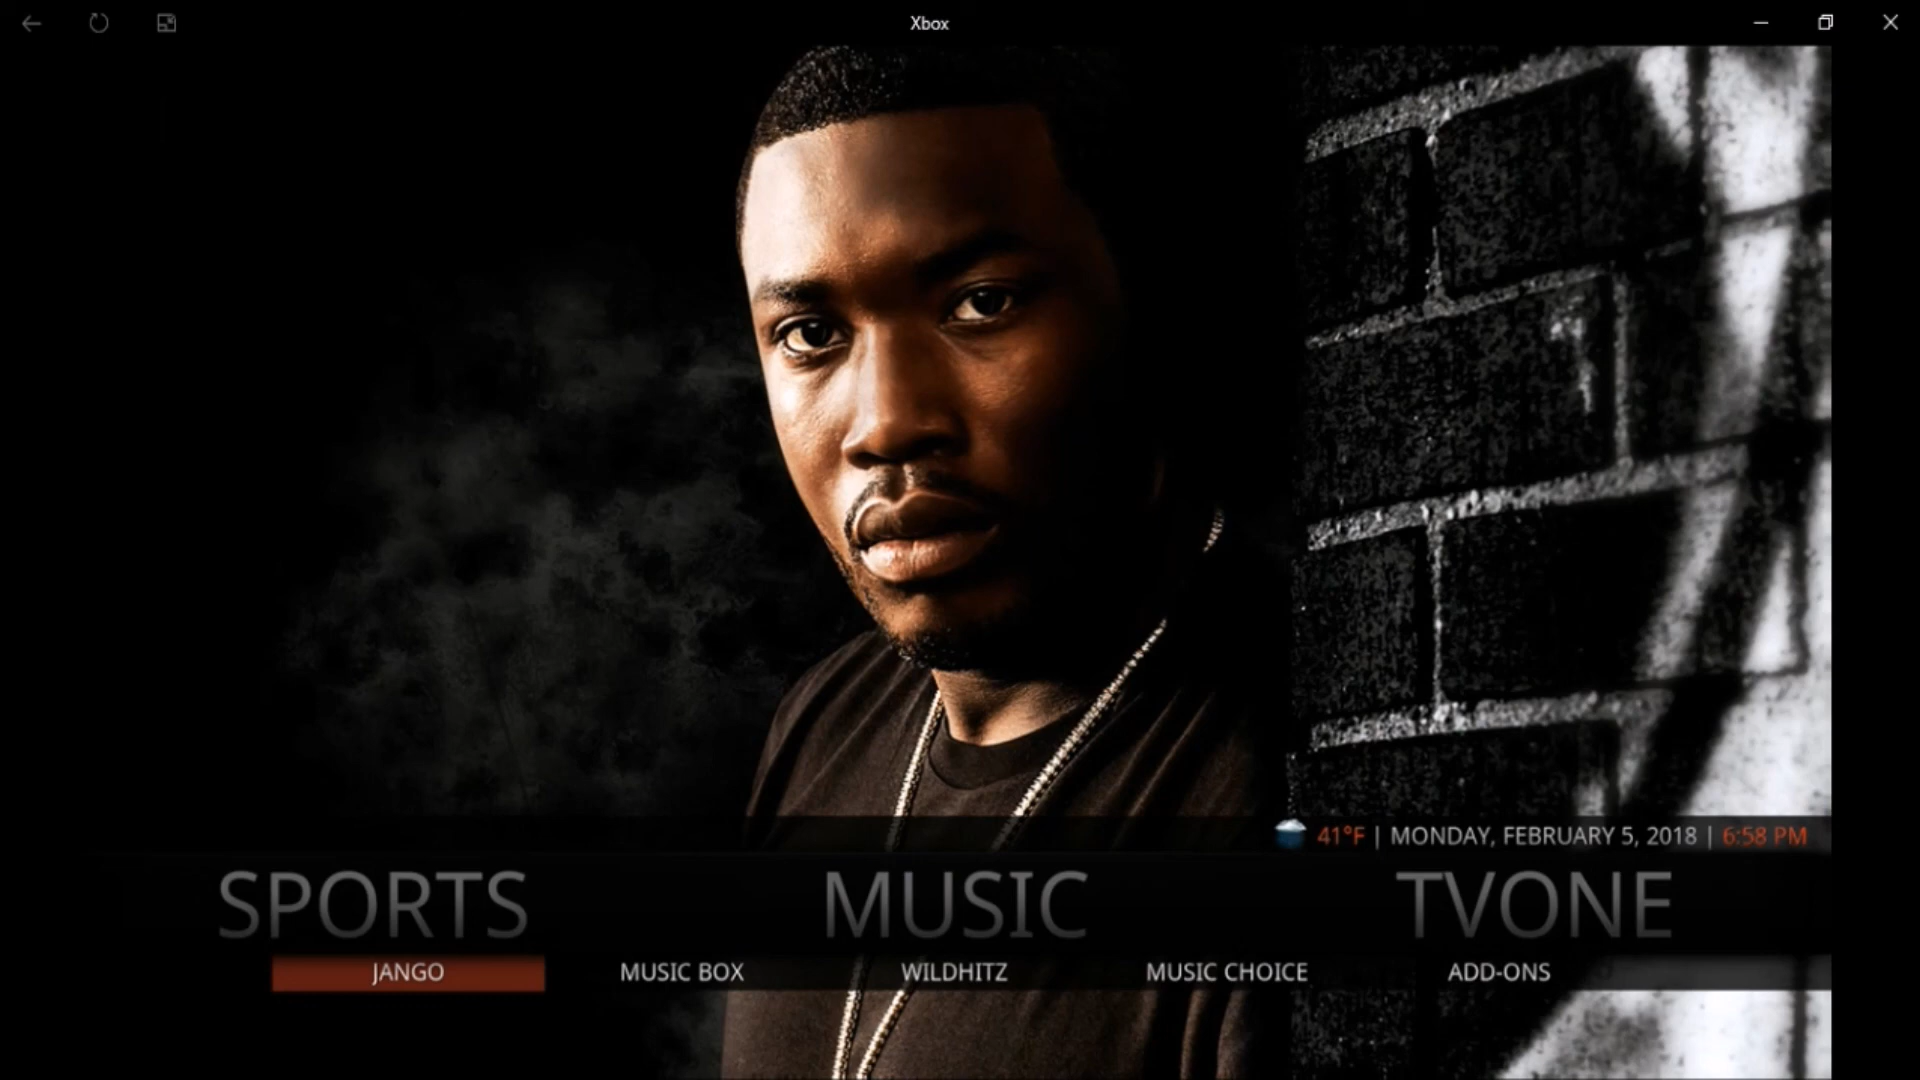 Xbox
41°F | MONDAY, FEBRUARY 5, 2018 | 6:58 PM
SPORTS MUSIC TVONE
JANGO MUSIC BOX WILDHITZ MUSIC CHOICE ADD-ONS